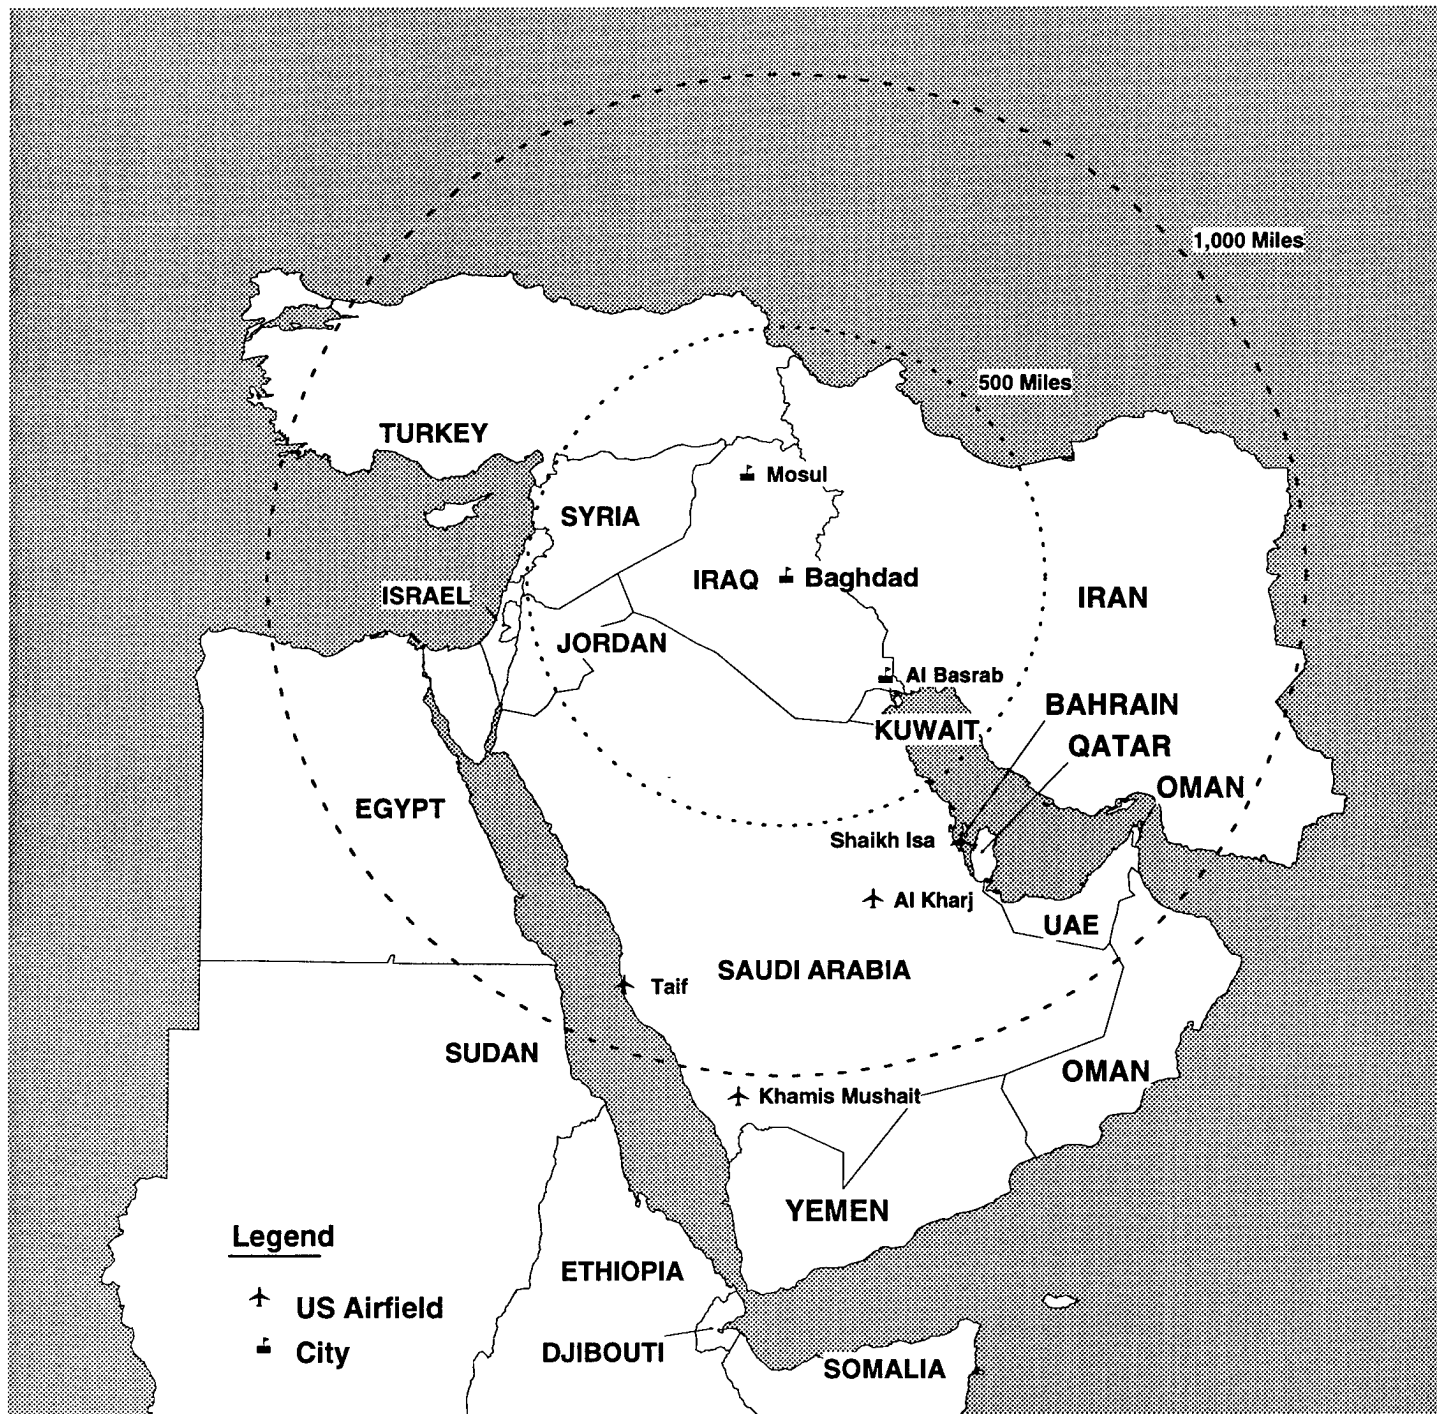 1,000 Miles
500 Miles
TURKEY
Mosul
SYRIA
IRAQ
Baghdad
ISRAEL
IRAN
JORDAN
Al Basrab
BAHRAIN
KUWAIT
QATAR
OMAN
EGYPT
Shaikh Isa
Al Kharj
UAE
SAUDI ARABIA
Taif
SUDAN
OMAN
Khamis Mushait
YEMEN
Legend
ETHIOPIA
US Airfield
City
DJIBOUTI
SOMALIA